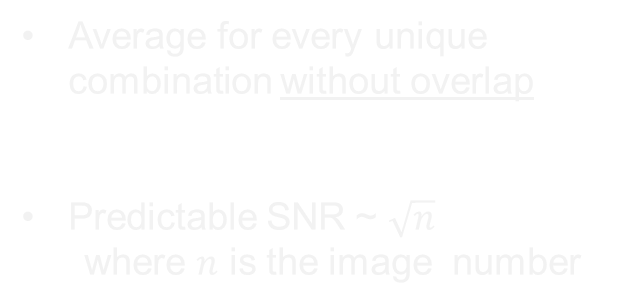 • Average for every unique
combination without overlap
• Predictable SNR ~ √n
where n is the image number